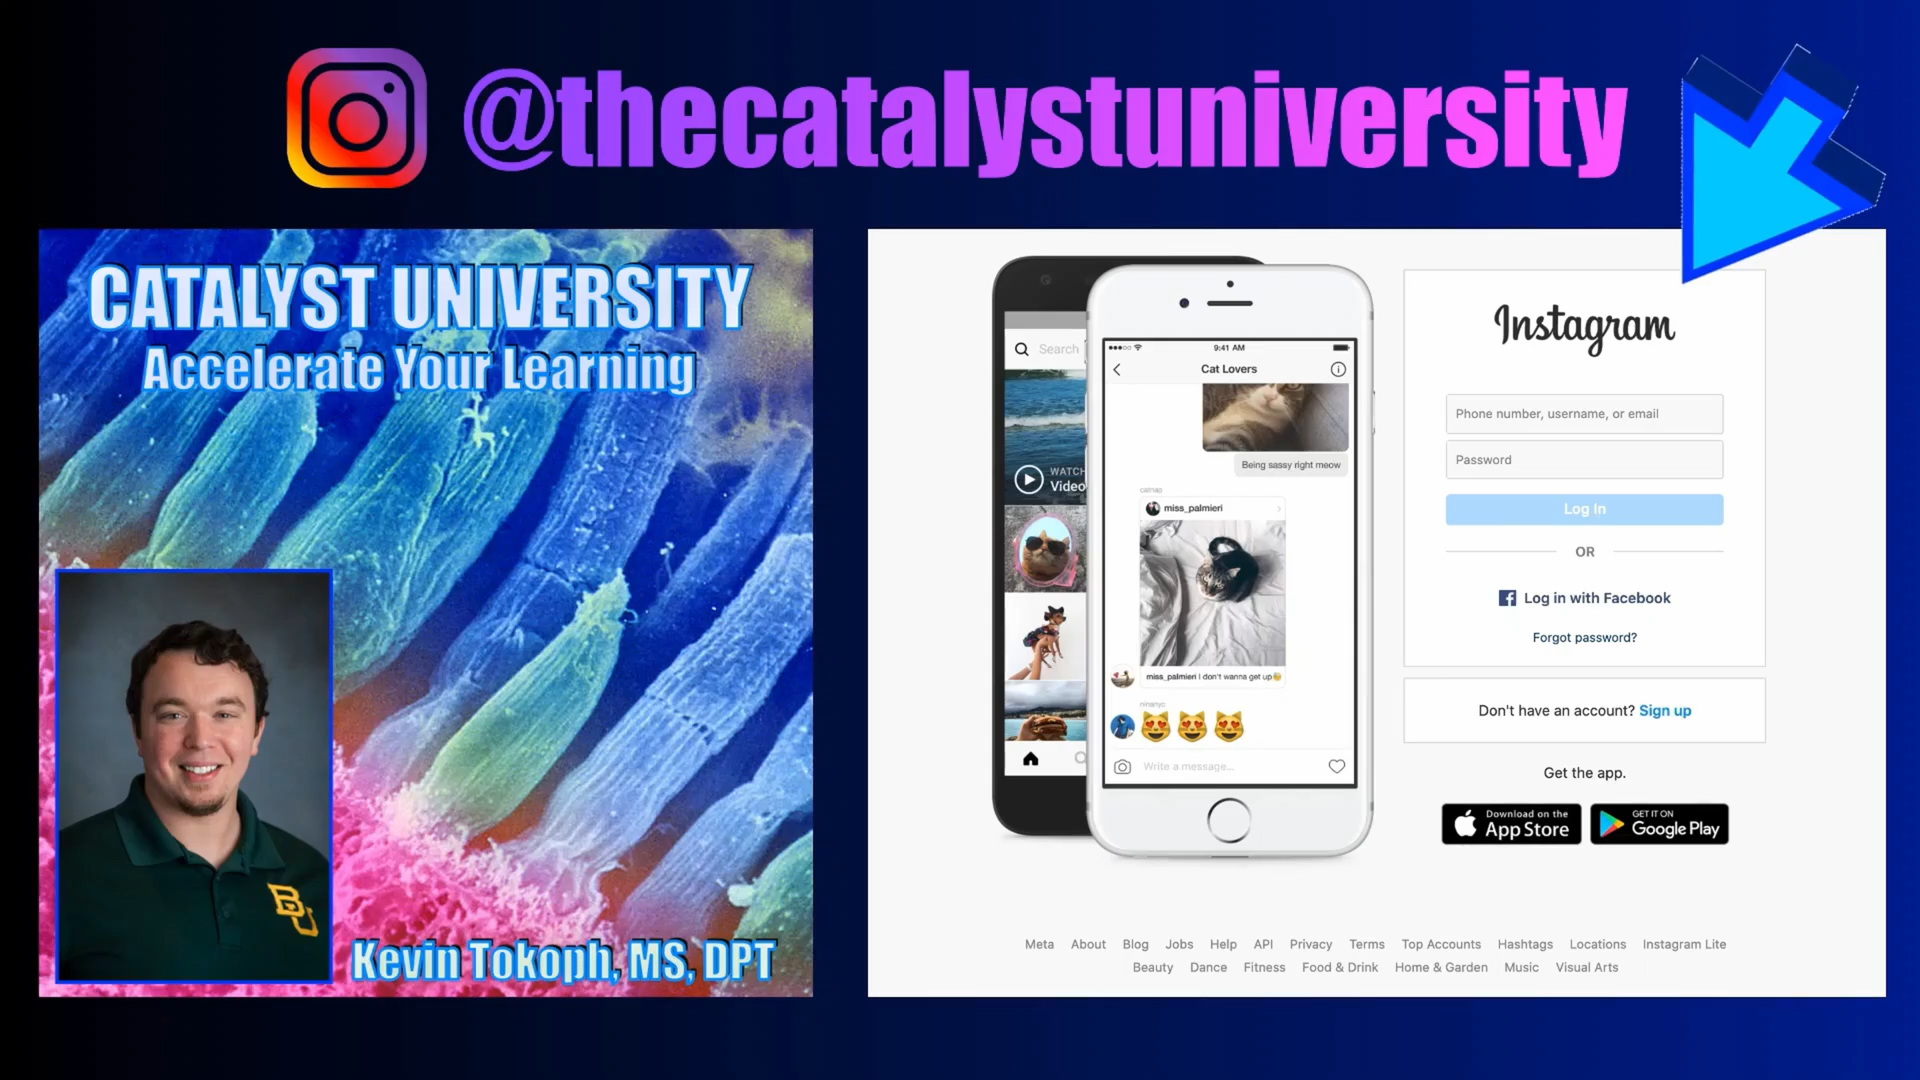 @thecatalystuniversity
CATALYST UNIVERSITY
Accelerate Your Learning
BU
Kevin Tokoph, MS, DPT
Search
WATCH
Video
9:41 AM
Cat Lovers
Being sassy right meow
catnap
miss_palmieri
miss_palmieri I don't wanna get up😓
ninanyc
😻😻😻
Write a message...
Instagram
Phone number, username, or email
Password
Log In
OR
Log in with Facebook
Forgot password?
Don't have an account? Sign up
Get the app.
Download on the
App Store
GET IT ON
Google Play
Meta About Blog Jobs Help API Privacy Terms Top Accounts Hashtags Locations Instagram Lite
Beauty Dance Fitness Food & Drink Home & Garden Music Visual Arts